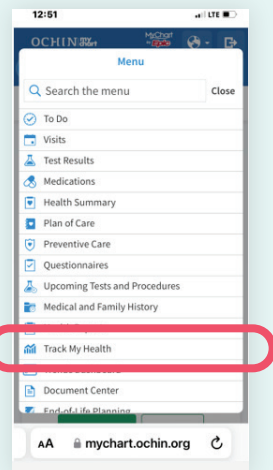 12:51
LTE
OCHIN
MyChart
Menu
Search the menu
Close
To Do
Visits
Test Results
Medications
Health Summary
Plan of Care
Preventive Care
Questionnaires
Upcoming Tests and Procedures
Medical and Family History
Track My Health
Document Center
End-of-Life Planning
AA
mychart.ochin.org